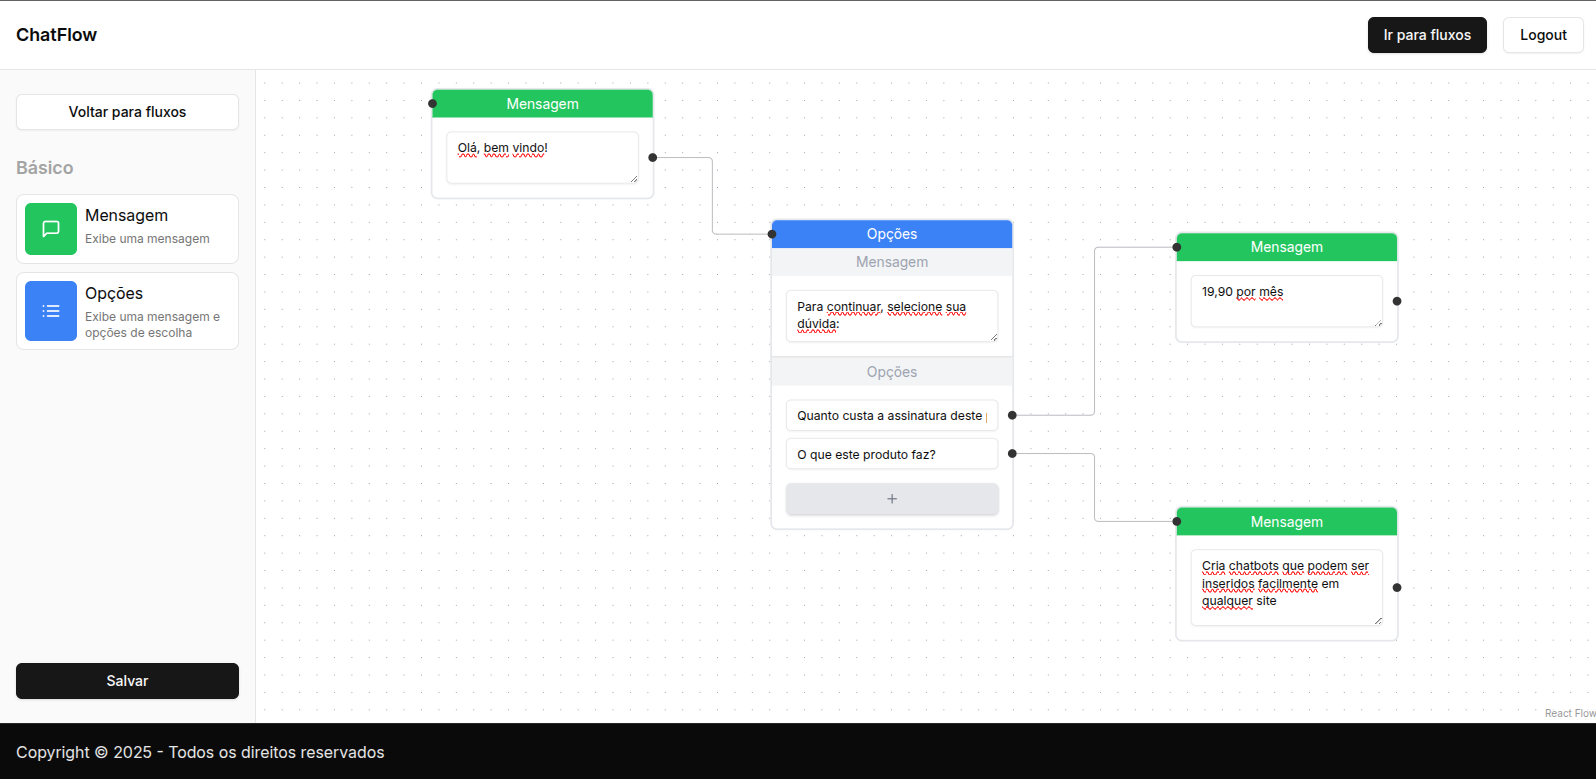 ChatFlow
Ir para fluxos
Logout
Voltar para fluxos
Básico
Mensagem
Exibe uma mensagem
Opções
Exibe uma mensagem e
opções de escolha
Salvar
Mensagem
Olá, bem vindo!
Opções
Mensagem
Para continuar, selecione sua
dúvida:
Opções
Quanto custa a assinatura deste
O que este produto faz?
+
Mensagem
19,90 por mês
Mensagem
Cria chatbots que podem ser
inseridos facilmente em
qualquer site
React Flow
Copyright © 2025 - Todos os direitos reservados